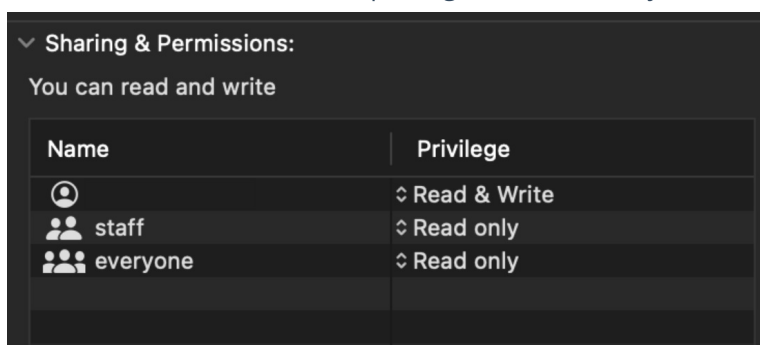 Sharing & Permissions:
You can read and write
Name Privilege
Read & Write
staff Read only
everyone Read only